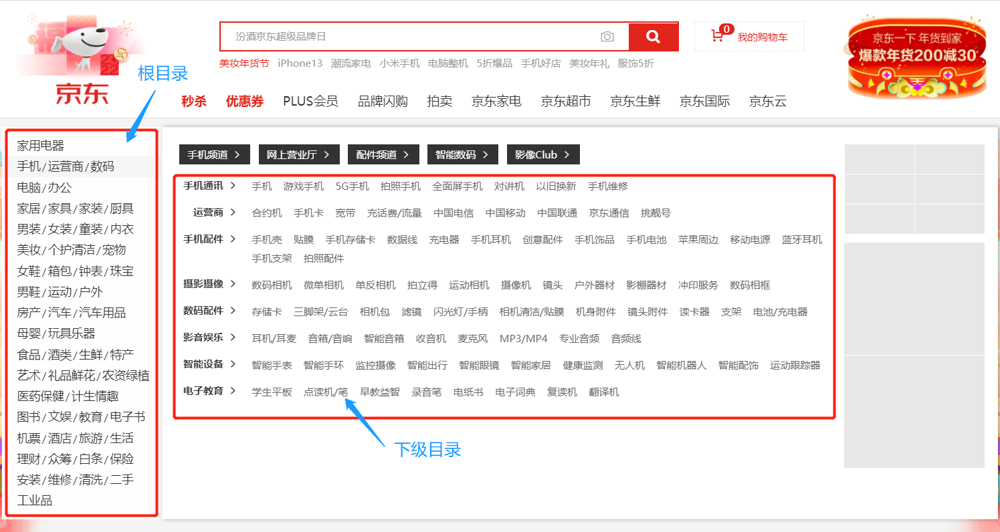 福
2022
京东
汾酒京东超级品牌日
0
我的购物车
京东一下 年货到家
爆款年货200减30
美妆年货节 iPhone13 潮流家电 小米手机 电脑整机 5折爆品 手机好店 美妆年礼 服饰5折
根目录
秒杀 优惠券 PLUS会员 品牌闪购 拍卖 京东家电 京东超市 京东生鲜 京东国际 京东云
家用电器
手机/运营商/数码
电脑/办公
家居/家具/家装/厨具
男装/女装/童装/内衣
美妆/个护清洁/宠物
女鞋/箱包/钟表/珠宝
男鞋/运动/户外
房产/汽车/汽车用品
母婴/玩具乐器
食品/酒类/生鲜/特产
艺术/礼品鲜花/农资绿植
医药保健/计生情趣
图书/文娱/教育/电子书
机票/酒店/旅游/生活
理财/众筹/白条/保险
安装/维修/清洗/二手
工业品
手机频道 > 网上营业厅 > 配件频道 > 智能数码 > 影像Club >
手机通讯 > 手机 游戏手机 5G手机 拍照手机 全面屏手机 对讲机 以旧换新 手机维修
运营商 > 合约机 手机卡 宽带 充话费/流量 中国电信 中国移动 中国联通 京东通信 挑靓号
手机配件 > 手机壳 贴膜 手机存储卡 数据线 充电器 手机耳机 创意配件 手机饰品 手机电池 苹果周边 移动电源 蓝牙耳机
手机支架 拍照配件
摄影摄像 > 数码相机 微单相机 单反相机 拍立得 运动相机 摄像机 镜头 户外器材 影棚器材 冲印服务 数码相框
数码配件 > 存储卡 三脚架/云台 相机包 滤镜 闪光灯/手柄 相机清洁/贴膜 机身附件 镜头附件 读卡器 支架 电池/充电器
影音娱乐 > 耳机/耳麦 音箱/音响 智能音箱 收音机 麦克风 MP3/MP4 专业音频 音频线
智能设备 > 智能手表 智能手环 监控摄像 智能出行 智能眼镜 智能家居 健康监测 无人机 智能机器人 智能配饰 运动跟踪器
电子教育 > 学生平板 点读机/笔 早教益智 录音笔 电纸书 电子词典 复读机 翻译机
下级目录